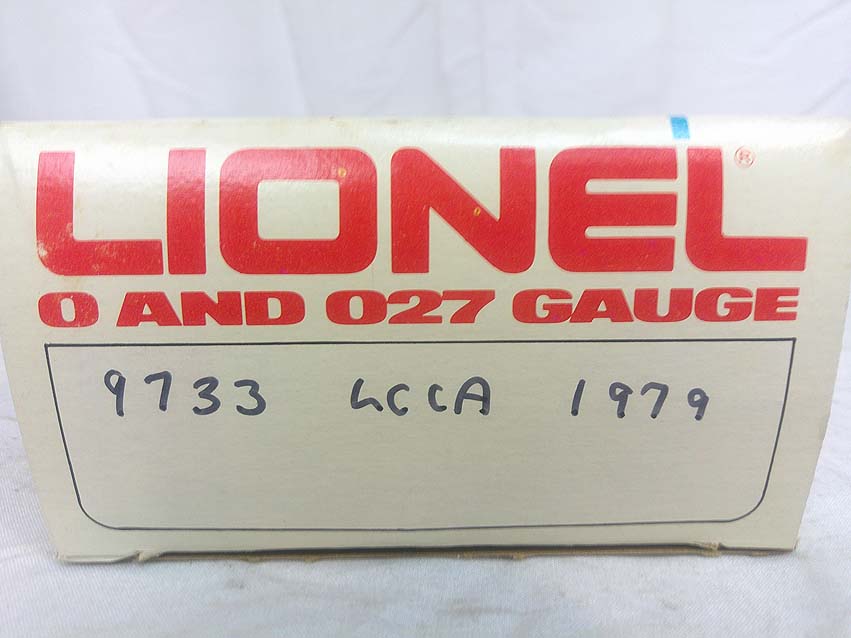 LIONEL®
O AND O27 GAUGE
9733 LCCA 1979